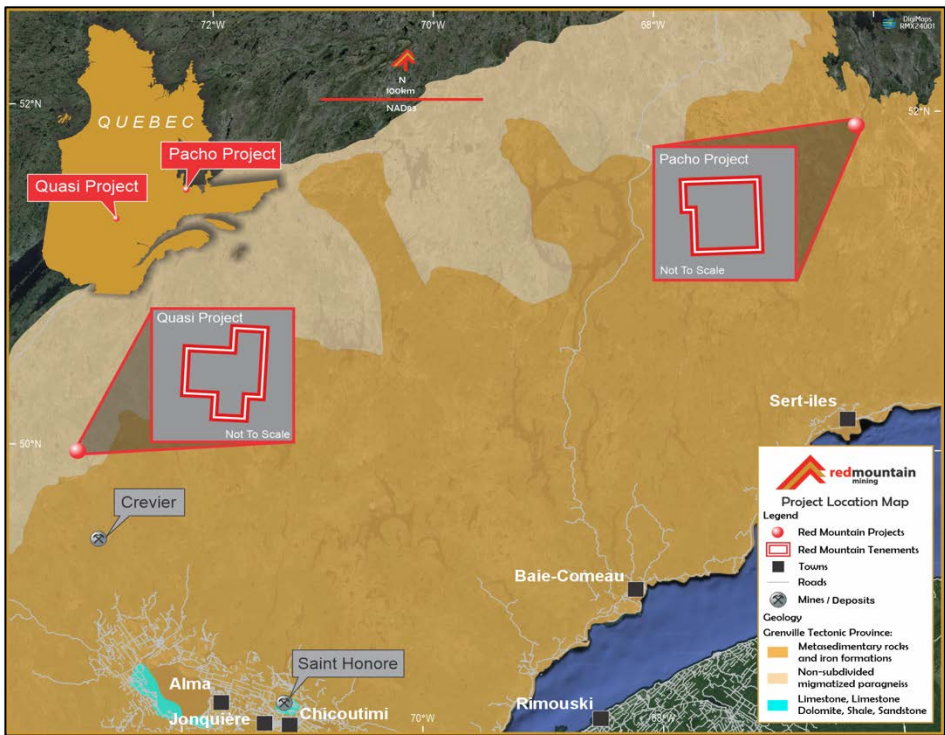 72°W
70°W
68°W
DigiMaps
RMX24001
N
100km
NAD83
52°N
52°N
QUEBEC
Pacho Project
Quasi Project
Pacho Project
Not To Scale
Quasi Project
Not To Scale
Sert-iles
50°N
Crevier
Baie-Comeau
Saint Honore
Alma
Jonquière
Chicoutimi
Rimouski
70°W
68°W
redmountain
mining
Project Location Map
Legend
Red Mountain Projects
Red Mountain Tenements
Towns
Roads
Mines / Deposits
Geology
Grenville Tectonic Province:
Metasedimentary rocks
and iron formations
Non-subdivided
migmatized paragneiss
Limestone, Limestone
Dolomite, Shale, Sandstone